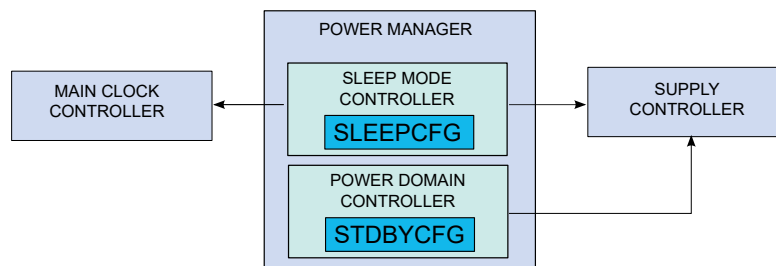 POWER MANAGER
MAIN CLOCK
CONTROLLER
SLEEP MODE
CONTROLLER
SLEEPCFG
SUPPLY
CONTROLLER
POWER DOMAIN
CONTROLLER
STDBYCFG